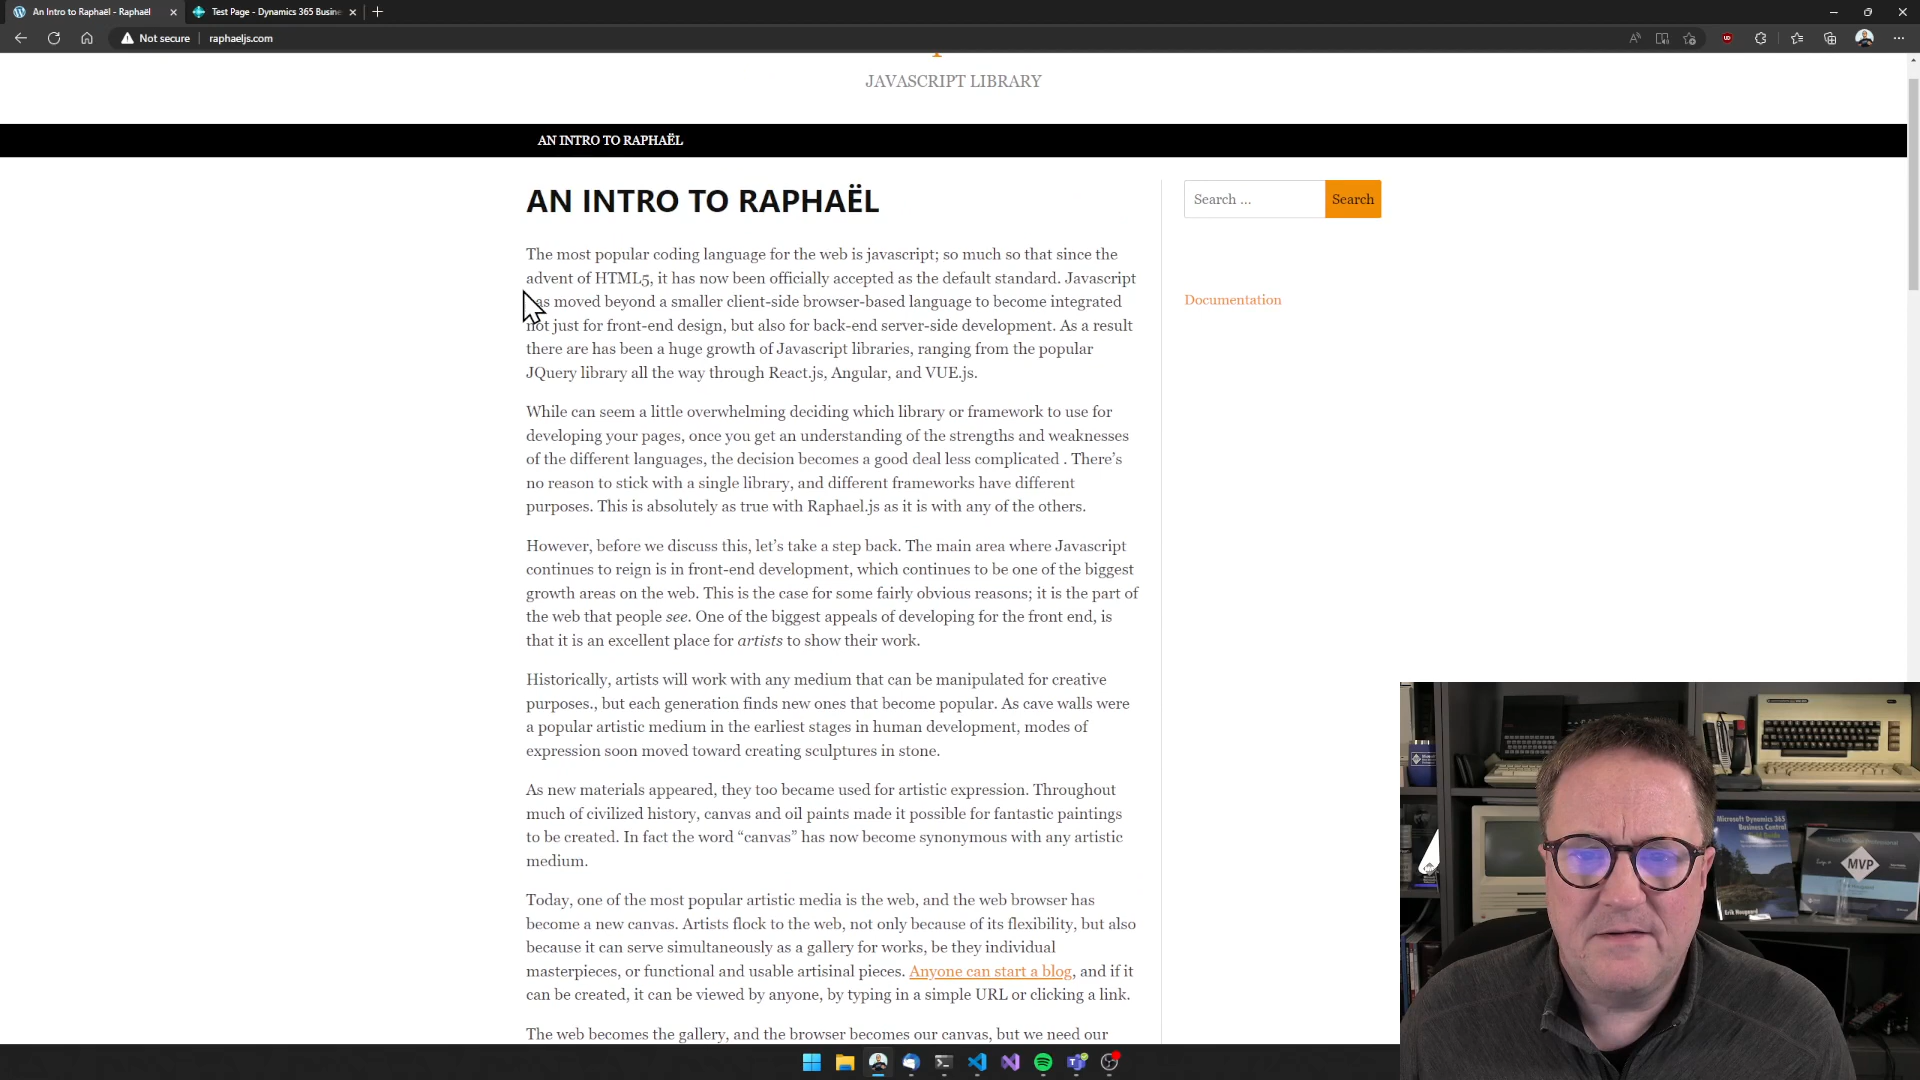 An Intro to Raphaël - Raphaël
Test Page - Dynamics 365 Busine
Not secure
raphaeljs.com
JAVASCRIPT LIBRARY
AN INTRO TO RAPHAËL
AN INTRO TO RAPHAËL
Search ...
Search
Documentation
The most popular coding language for the web is javascript; so much so that since the
advent of HTML5, it has now been officially accepted as the default standard. Javascript
has moved beyond a smaller client-side browser-based language to become integrated
not just for front-end design, but also for back-end server-side development. As a result
there are has been a huge growth of Javascript libraries, ranging from the popular
JQuery library all the way through React.js, Angular, and VUE.js.
While can seem a little overwhelming deciding which library or framework to use for
developing your pages, once you get an understanding of the strengths and weaknesses
of the different languages, the decision becomes a good deal less complicated . There’s
no reason to stick with a single library, and different frameworks have different
purposes. This is absolutely as true with Raphael.js as it is with any of the others.
However, before we discuss this, let’s take a step back. The main area where Javascript
continues to reign is in front-end development, which continues to be one of the biggest
growth areas on the web. This is the case for some fairly obvious reasons; it is the part of
the web that people see. One of the biggest appeals of developing for the front end, is
that it is an excellent place for artists to show their work.
Historically, artists will work with any medium that can be manipulated for creative
purposes., but each generation finds new ones that become popular. As cave walls were
a popular artistic medium in the earliest stages in human development, modes of
expression soon moved toward creating sculptures in stone.
As new materials appeared, they too became used for artistic expression. Throughout
much of civilized history, canvas and oil paints made it possible for fantastic paintings
to be created. In fact the word “canvas” has now become synonymous with any artistic
medium.
Today, one of the most popular artistic media is the web, and the web browser has
become a new canvas. Artists flock to the web, not only because of its flexibility, but also
because it can serve simultaneously as a gallery for works, be they individual
masterpieces, or functional and usable artisinal pieces. Anyone can start a blog, and if it
can be created, it can be viewed by anyone, by typing in a simple URL or clicking a link.
The web becomes the gallery, and the browser becomes our canvas, but we need our
Microsoft Dynamics 365
Business Central
MVP
Erik Hougaard